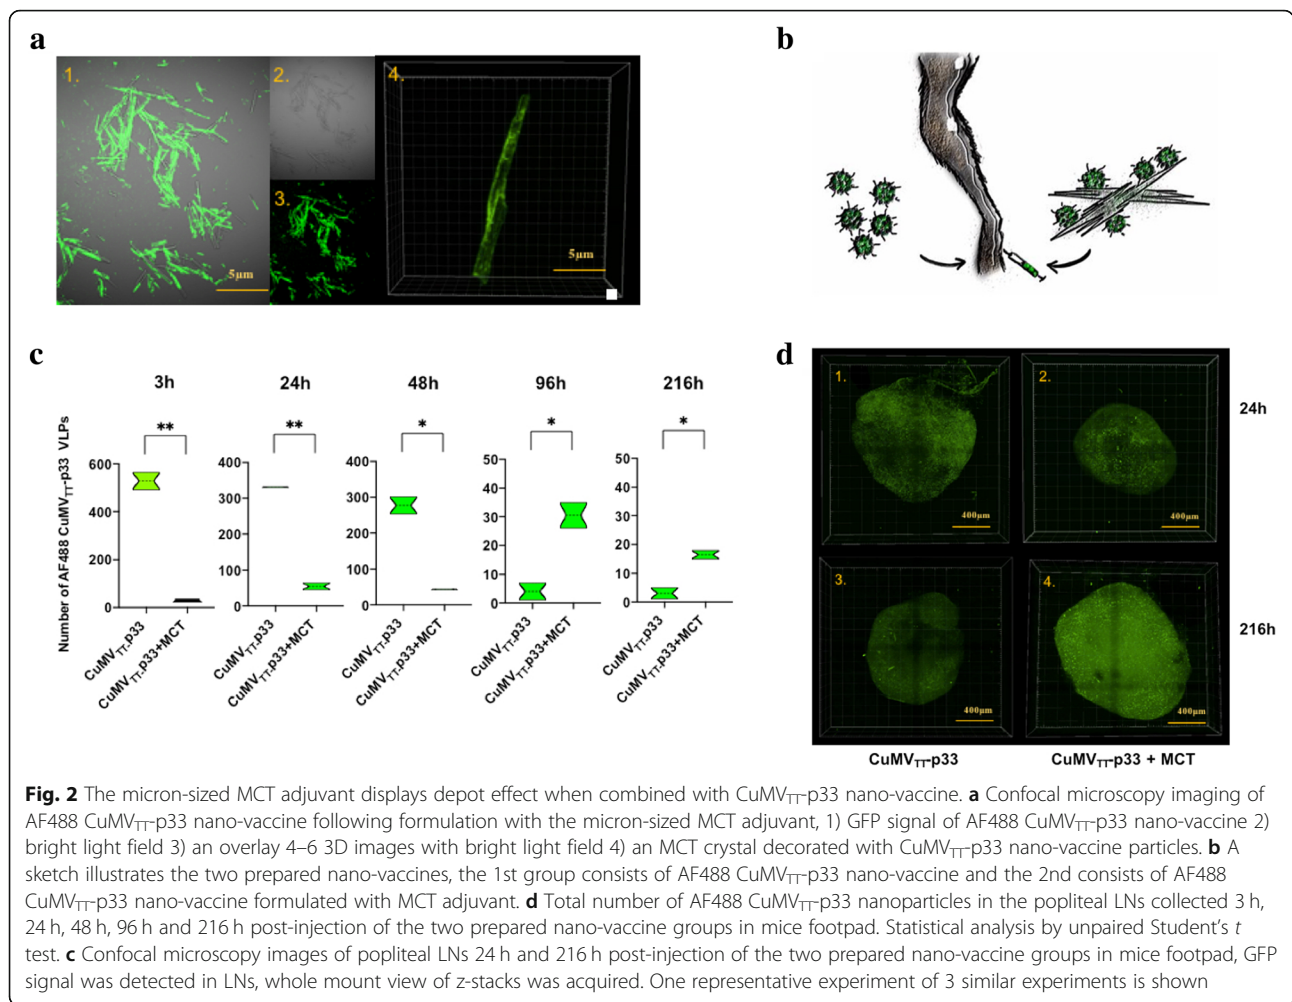 a
1.
2.
3.
4.
5µm
5µm
b
c
3h
24h
48h
96h
216h
**
**
*
*
*
Number of AF488 CuMVTT-p33 VLPs
600
400
200
0
400
300
200
100
0
400
300
200
100
0
50
40
30
20
10
0
50
40
30
20
10
0
CuMVTT.p33
CuMVTT.p33+MCT
CuMVTT.p33
CuMVTT.p33+MCT
CuMVTT.p33
CuMVTT.p33+MCT
CuMVTT.p33
CuMVTT.p33+MCT
CuMVTT.p33
CuMVTT.p33+MCT
d
1.
2.
24h
400µm
400µm
3.
4.
216h
400µm
400µm
CuMVTT-p33
CuMVTT-p33 + MCT
Fig. 2 The micron-sized MCT adjuvant displays depot effect when combined with CuMVTT-p33 nano-vaccine. a Confocal microscopy imaging of
AF488 CuMVTT-p33 nano-vaccine following formulation with the micron-sized MCT adjuvant, 1) GFP signal of AF488 CuMVTT-p33 nano-vaccine 2)
bright light field 3) an overlay 4–6 3D images with bright light field 4) an MCT crystal decorated with CuMVTT-p33 nano-vaccine particles. b A
sketch illustrates the two prepared nano-vaccines, the 1st group consists of AF488 CuMVTT-p33 nano-vaccine and the 2nd consists of AF488
CuMVTT-p33 nano-vaccine formulated with MCT adjuvant. d Total number of AF488 CuMVTT-p33 nanoparticles in the popliteal LNs collected 3 h,
24 h, 48 h, 96 h and 216 h post-injection of the two prepared nano-vaccine groups in mice footpad. Statistical analysis by unpaired Student's t
test. c Confocal microscopy images of popliteal LNs 24 h and 216 h post-injection of the two prepared nano-vaccine groups in mice footpad, GFP
signal was detected in LNs, whole mount view of z-stacks was acquired. One representative experiment of 3 similar experiments is shown